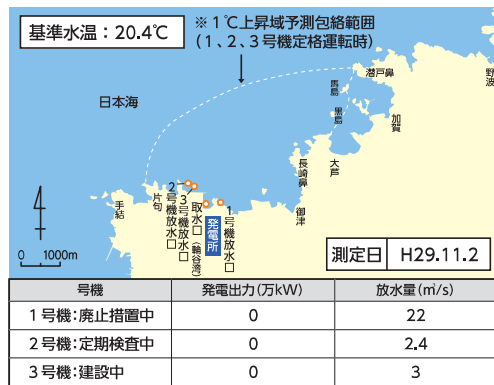 基準水温:20.4℃
※1℃上昇域予測包絡範囲
(1、2、3号機定格運転時)
日本海
馬島
黒島
潜戸鼻
野波
加賀
大芦
長崎鼻
御津
手結
片句
2号機放水口
3号機放水口
取水口(輪谷湾)
発電所
1号機放水口
0 1000m
測定日 H29.11.2
号機 発電出力(万kW) 放水量(㎥/s)
1号機:廃止措置中 0 22
2号機:定期検査中 0 2.4
3号機:建設中 0 3